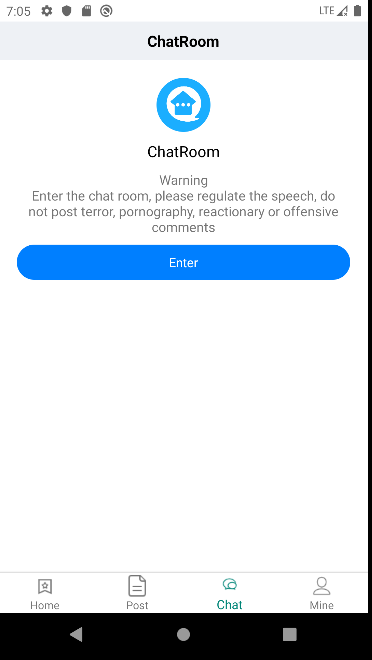 7:05
LTE
ChatRoom
ChatRoom
Warning
Enter the chat room, please regulate the speech, do
not post terror, pornography, reactionary or offensive
comments
Enter
Home
Post
Chat
Mine